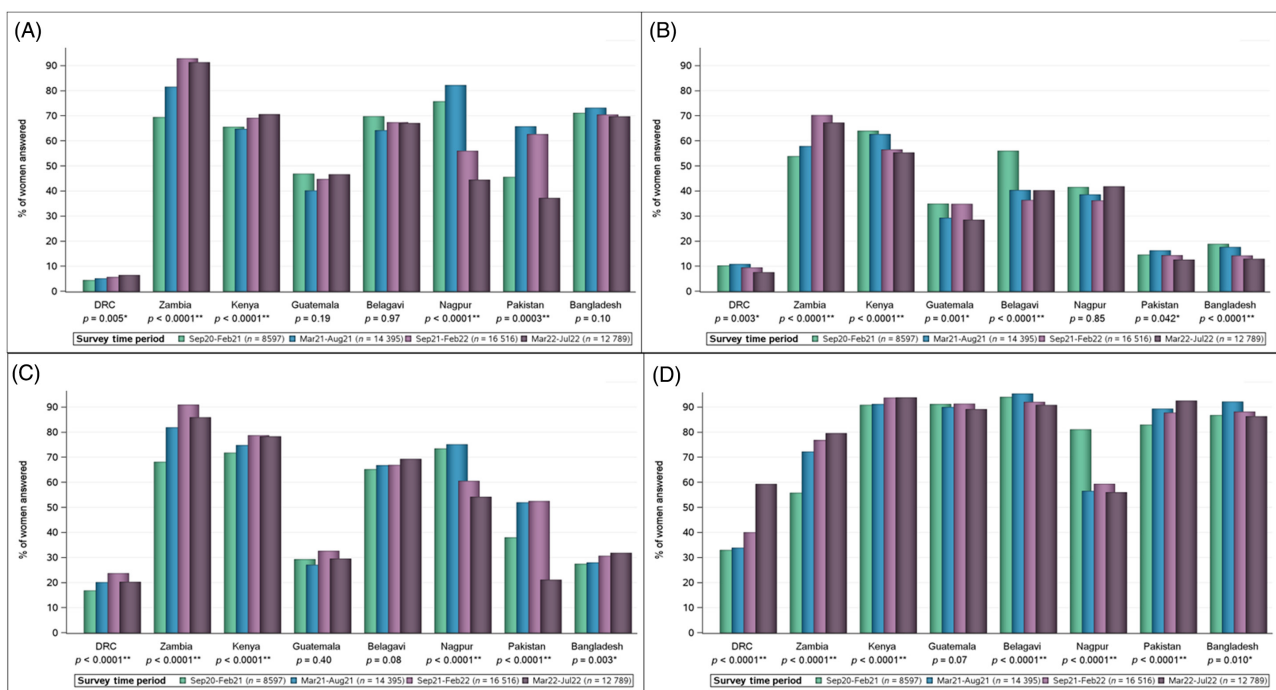 (A)
% of women answered
90
80
70
60
50
40
30
20
10
0
DRC Zambia Kenya Guatemala Belagavi Nagpur Pakistan Bangladesh
p = 0.005* p < 0.0001** p < 0.0001** p = 0.19 p = 0.97 p < 0.0001** p = 0.0003** p = 0.10
Survey time period Sep20-Feb21 (n = 8597) Mar21-Aug21 (n = 14 395) Sep21-Feb22 (n = 16 516) Mar22-Jul22 (n = 12 789)
(B)
% of women answered
90
80
70
60
50
40
30
20
10
0
DRC Zambia Kenya Guatemala Belagavi Nagpur Pakistan Bangladesh
p = 0.003* p < 0.0001** p < 0.0001** p = 0.001* p < 0.0001** p = 0.85 p = 0.042* p < 0.0001**
Survey time period Sep20-Feb21 (n = 8597) Mar21-Aug21 (n = 14 395) Sep21-Feb22 (n = 16 516) Mar22-Jul22 (n = 12 789)
(C)
% of women answered
90
80
70
60
50
40
30
20
10
0
DRC Zambia Kenya Guatemala Belagavi Nagpur Pakistan Bangladesh
p < 0.0001** p < 0.0001** p < 0.0001** p = 0.40 p = 0.08 p < 0.0001** p < 0.0001** p = 0.003*
Survey time period Sep20-Feb21 (n = 8597) Mar21-Aug21 (n = 14 395) Sep21-Feb22 (n = 16 516) Mar22-Jul22 (n = 12 789)
(D)
% of women answered
90
80
70
60
50
40
30
20
10
0
DRC Zambia Kenya Guatemala Belagavi Nagpur Pakistan Bangladesh
p < 0.0001** p < 0.0001** p < 0.0001** p = 0.07 p < 0.0001** p < 0.0001** p < 0.0001** p = 0.010*
Survey time period Sep20-Feb21 (n = 8597) Mar21-Aug21 (n = 14 395) Sep21-Feb22 (n = 16 516) Mar22-Jul22 (n = 12 789)